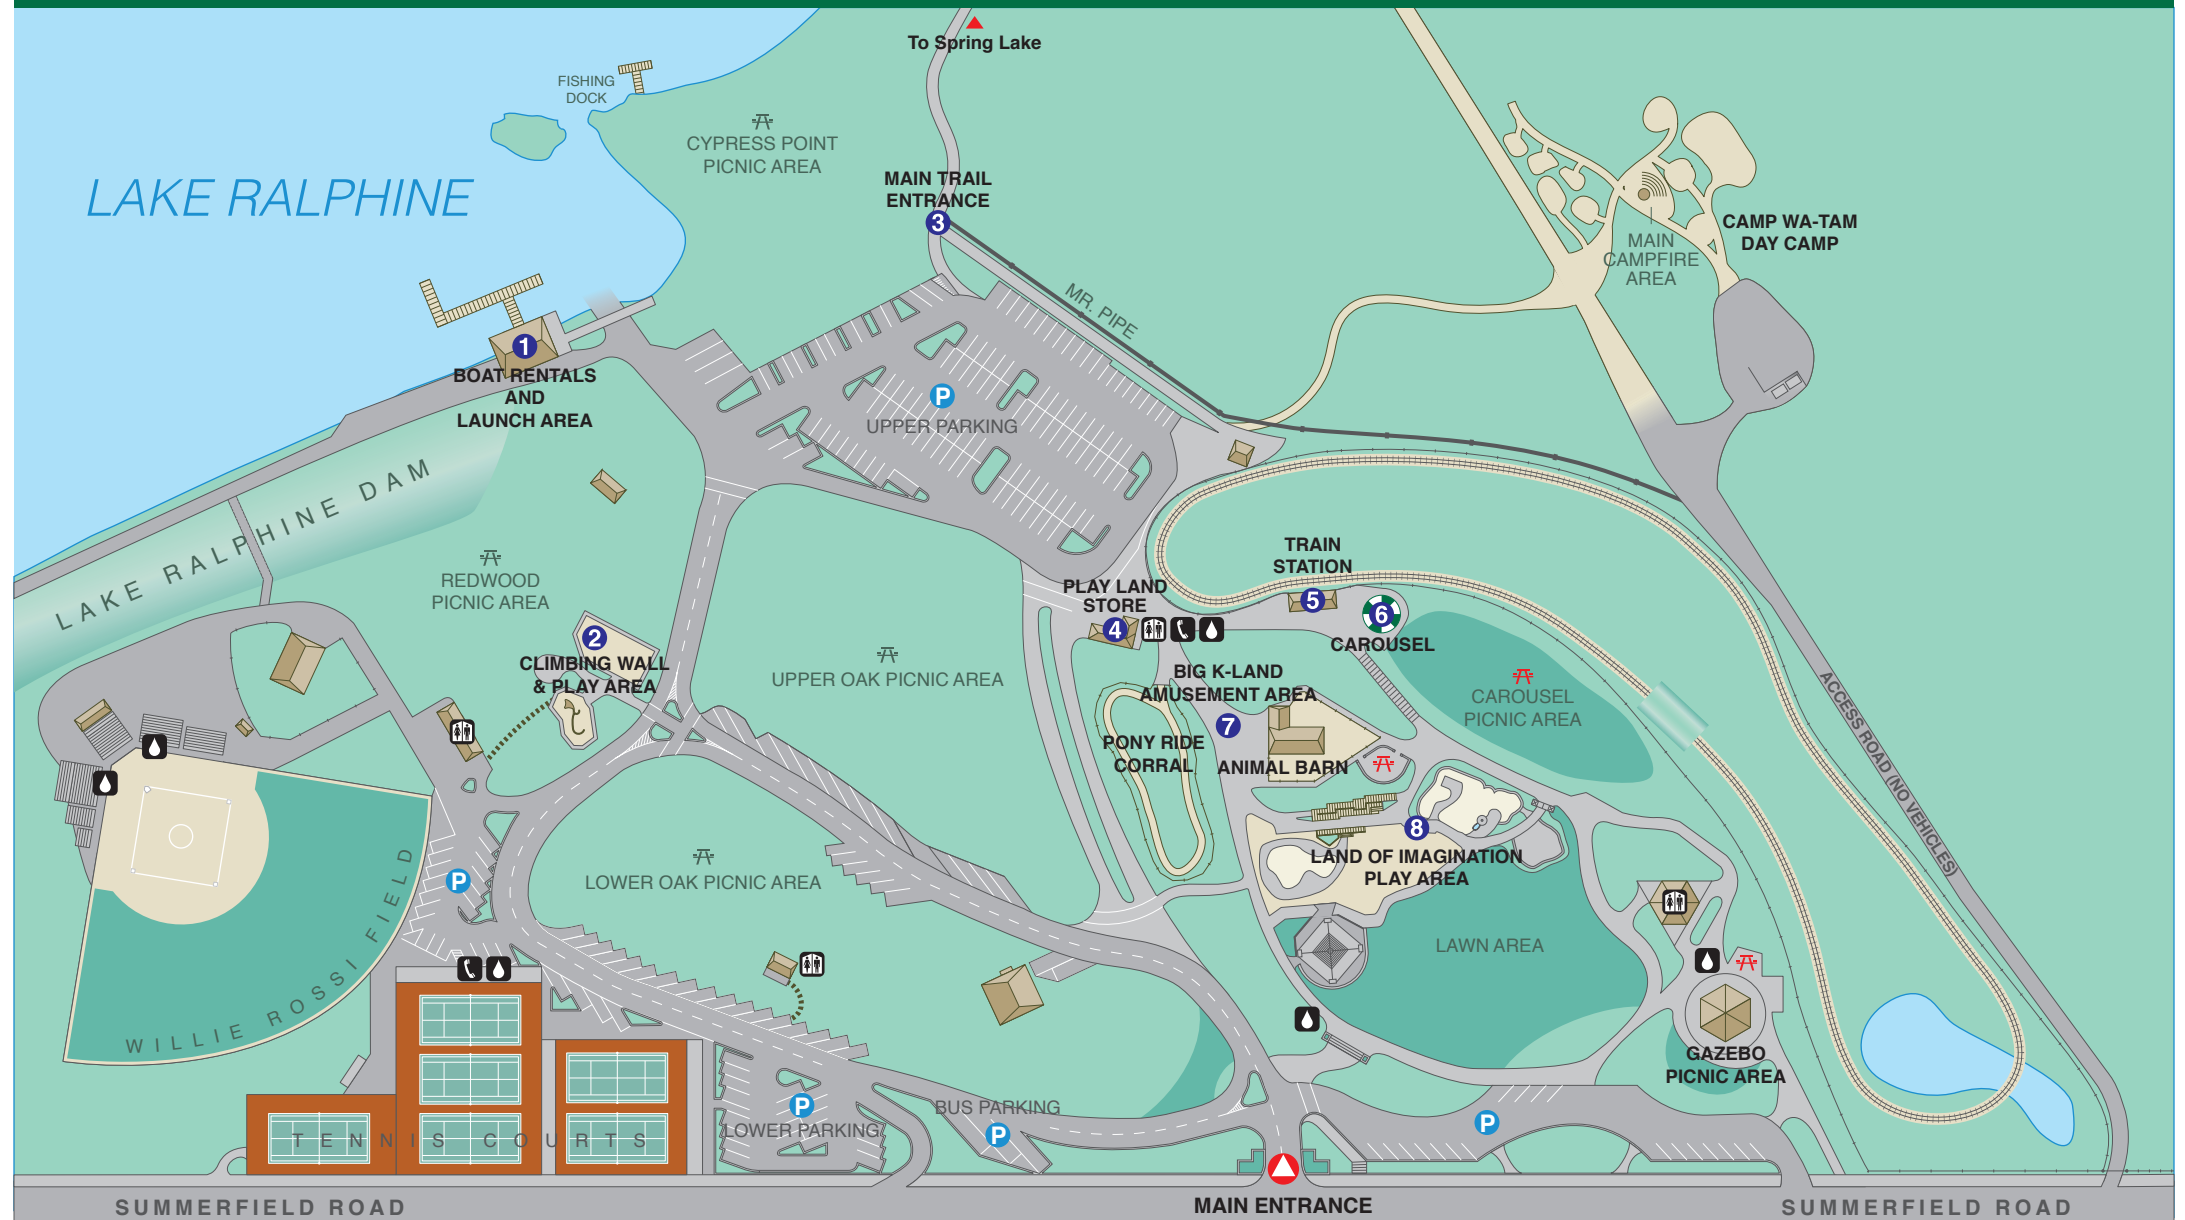 To Spring Lake
FISHING
DOCK
CYPRESS POINT
PICNIC AREA
LAKE RALPHINE
MAIN TRAIL
ENTRANCE
3
CAMP WA-TAM
DAY CAMP
MAIN
CAMPFIRE
AREA
MR. PIPE
1
BOAT RENTALS
AND
LAUNCH AREA
P
UPPER PARKING
LAKE RALPHINE DAM
TRAIN
STATION
5
REDWOOD
PICNIC AREA
PLAY LAND
STORE
4
6
CAROUSEL
2
CLIMBING WALL
& PLAY AREA
UPPER OAK PICNIC AREA
BIG K-LAND
AMUSEMENT AREA
7
CAROUSEL
PICNIC AREA
ACCESS ROAD (NO VEHICLES)
PONY RIDE
CORRAL
ANIMAL BARN
8
LAND OF IMAGINATION
PLAY AREA
P
LOWER OAK PICNIC AREA
WILLIE ROSSI FIELD
LAWN AREA
GAZEBO
PICNIC AREA
P
BUS PARKING
P
LOWER PARKING
P
TENNIS COURTS
SUMMERFIELD ROAD
MAIN ENTRANCE
SUMMERFIELD ROAD